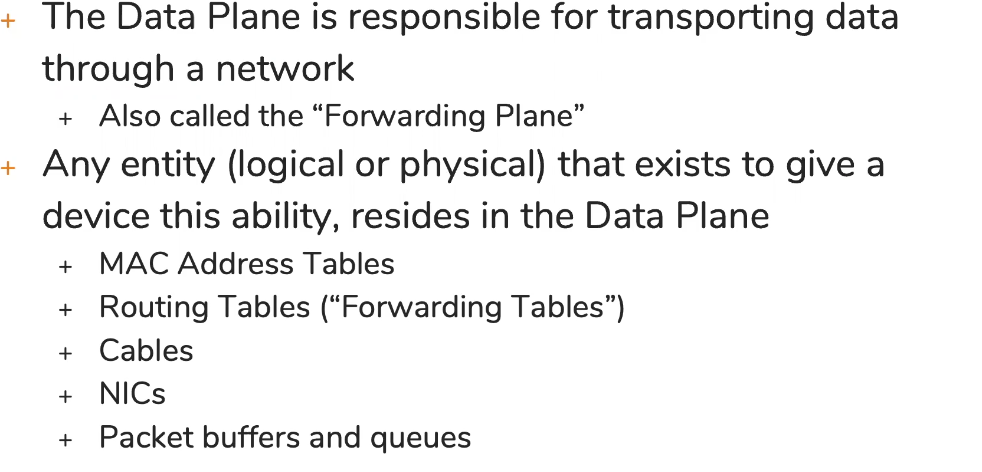 + The Data Plane is responsible for transporting data
through a network
+ Also called the “Forwarding Plane”
+ Any entity (logical or physical) that exists to give a
device this ability, resides in the Data Plane
+ MAC Address Tables
+ Routing Tables (“Forwarding Tables”)
+ Cables
+ NICs
+ Packet buffers and queues